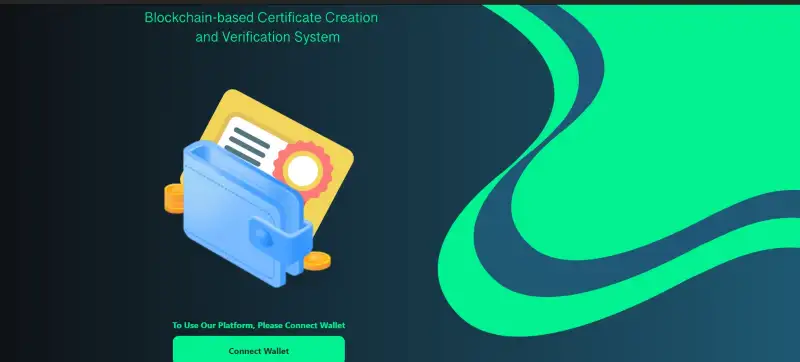 Blockchain-based Certificate Creation
and Verification System
To Use Our Platform, Please Connect Wallet
Connect Wallet